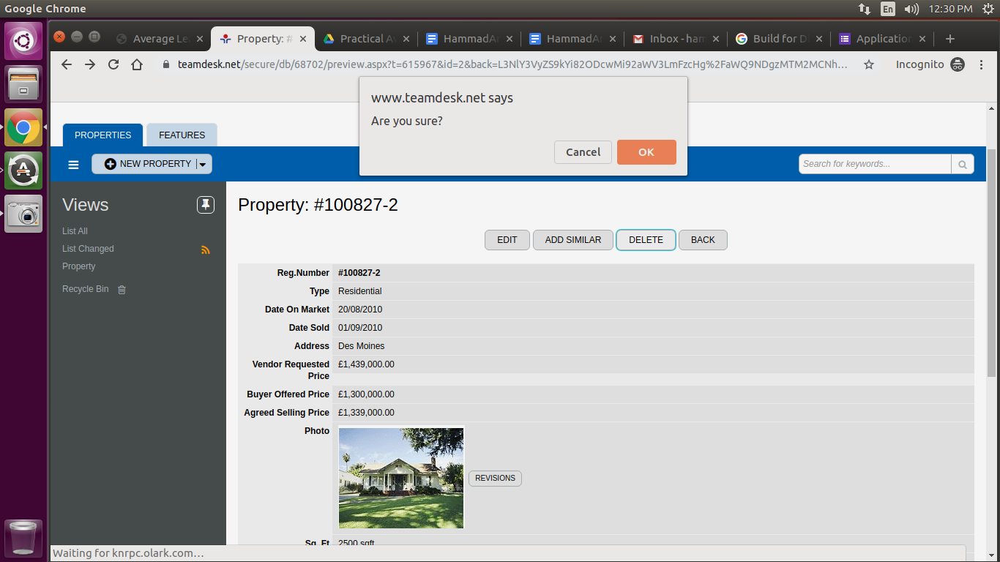 Google Chrome
En
12:30 PM
Average Le
Property: #
Practical A
HammadA
HammadA
Inbox - ham
Build for D
Application
teamdesk.net/secure/db/68702/preview.aspx?t=615967&id=2&back=L3NlY3VyZS9kYi82ODcwMi92aWV3LmFzcHg%2FaWQ9NDgzMTM2MCNh…
Incognito
www.teamdesk.net says
Are you sure?
Cancel
OK
PROPERTIES
FEATURES
NEW PROPERTY
Search for keywords...
Views
List All
List Changed
Property
Recycle Bin
Property: #100827-2
EDIT
ADD SIMILAR
DELETE
BACK
Reg.Number #100827-2
Type Residential
Date On Market 20/08/2010
Date Sold 01/09/2010
Address Des Moines
Vendor Requested £1,439,000.00
Price
Buyer Offered Price £1,300,000.00
Agreed Selling Price £1,339,000.00
Photo
REVISIONS
Sq. Ft 2500 sqft
Waiting for knrpc.olark.com…